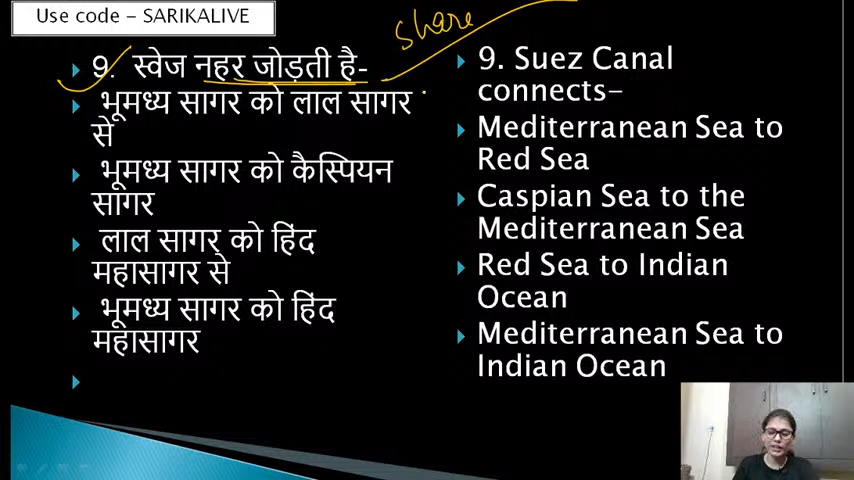 Use code – SARIKALIVE
share
9. स्वेज नहर जोड़ती है-
भूमध्य सागर को लाल सागर
से
भूमध्य सागर को कैस्पियन
सागर
लाल सागर को हिंद
महासागर से
भूमध्य सागर को हिंद
महासागर
9. Suez Canal
connects–
Mediterranean Sea to
Red Sea
Caspian Sea to the
Mediterranean Sea
Red Sea to Indian
Ocean
Mediterranean Sea to
Indian Ocean